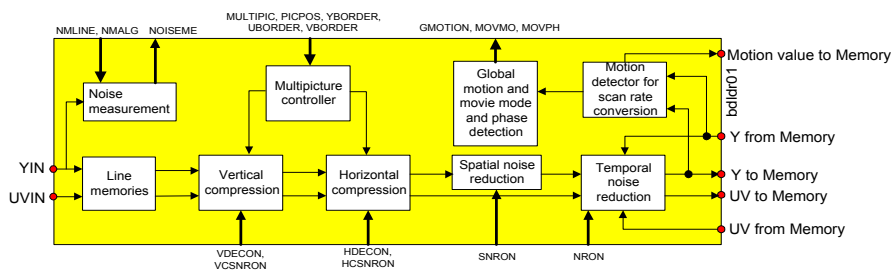 MULTIPIC, PICPOS, YBORDER,
UBORDER, VBORDER
GMOTION, MOVMO, MOVPH
NMLINE, NMALG
NOISEME
Noise
measurement
Multipicture
controller
Global
motion and
movie mode
and phase
detection
Motion
detector for
scan rate
conversion
Motion value to Memory
bdldr01
Y from Memory
YIN
UVIN
Line
memories
Vertical
compression
Horizontal
compression
Spatial noise
reduction
Temporal
noise
reduction
Y to Memory
UV to Memory
UV from Memory
VDECON,
VCSNRON
HDECON,
HCSNRON
SNRON
NRON